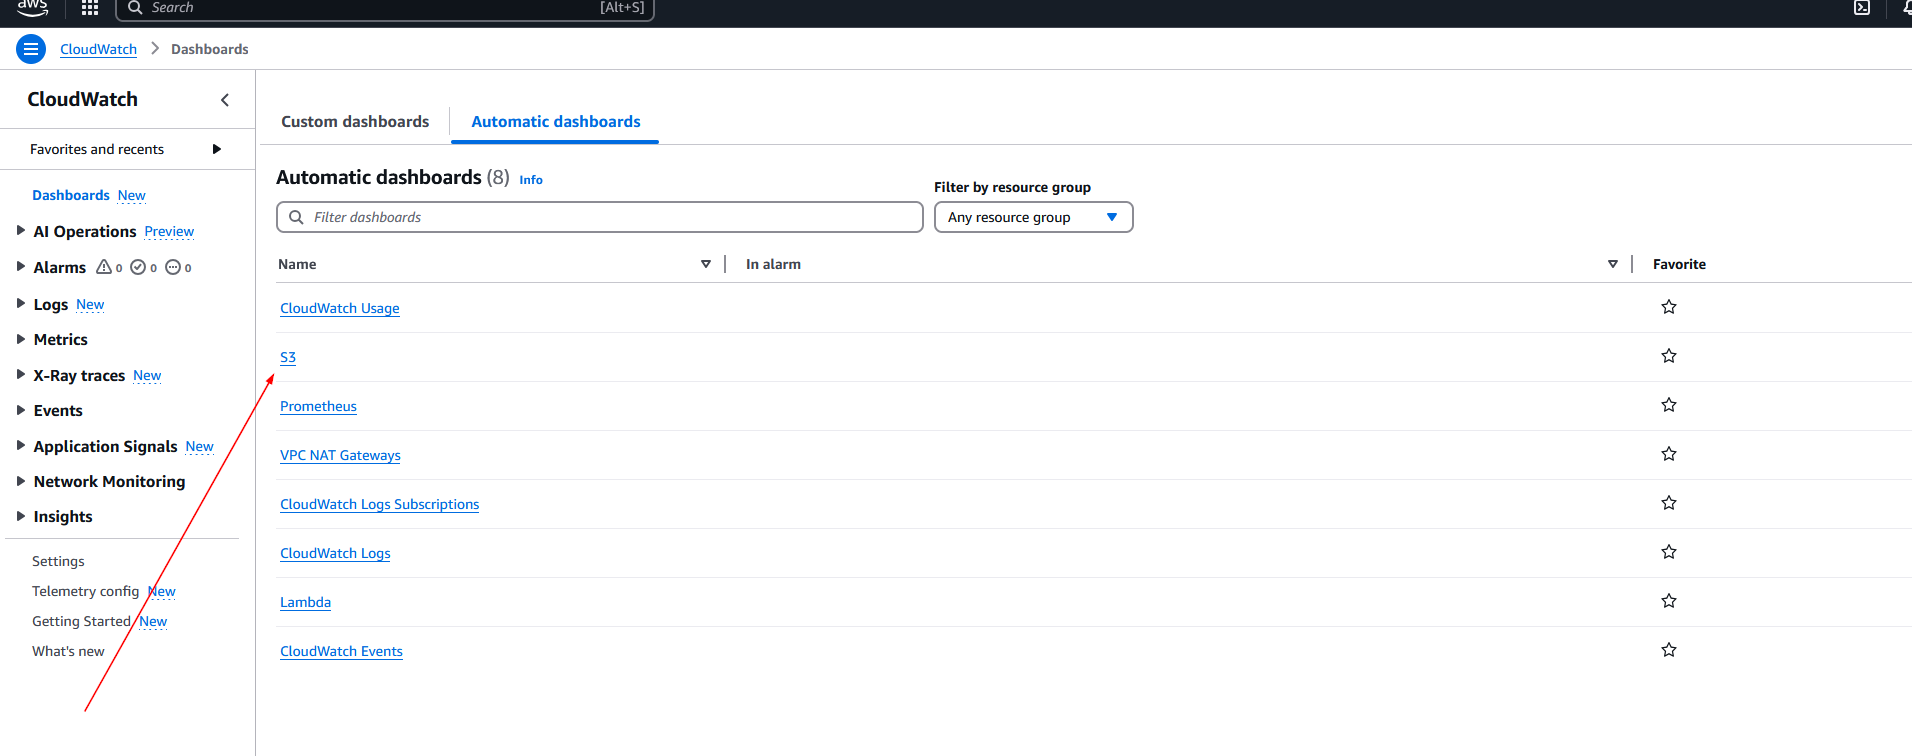 aws
Search [Alt+S]
CloudWatch > Dashboards
CloudWatch
Favorites and recents
Dashboards New
AI Operations Preview
Alarms 0 0 0
Logs New
Metrics
X-Ray traces New
Events
Application Signals New
Network Monitoring
Insights
Settings
Telemetry config New
Getting Started New
What's new
Custom dashboards
Automatic dashboards
Automatic dashboards (8) Info
Filter by resource group
Filter dashboards
Any resource group
Name
In alarm
Favorite
CloudWatch Usage
S3
Prometheus
VPC NAT Gateways
CloudWatch Logs Subscriptions
CloudWatch Logs
Lambda
CloudWatch Events